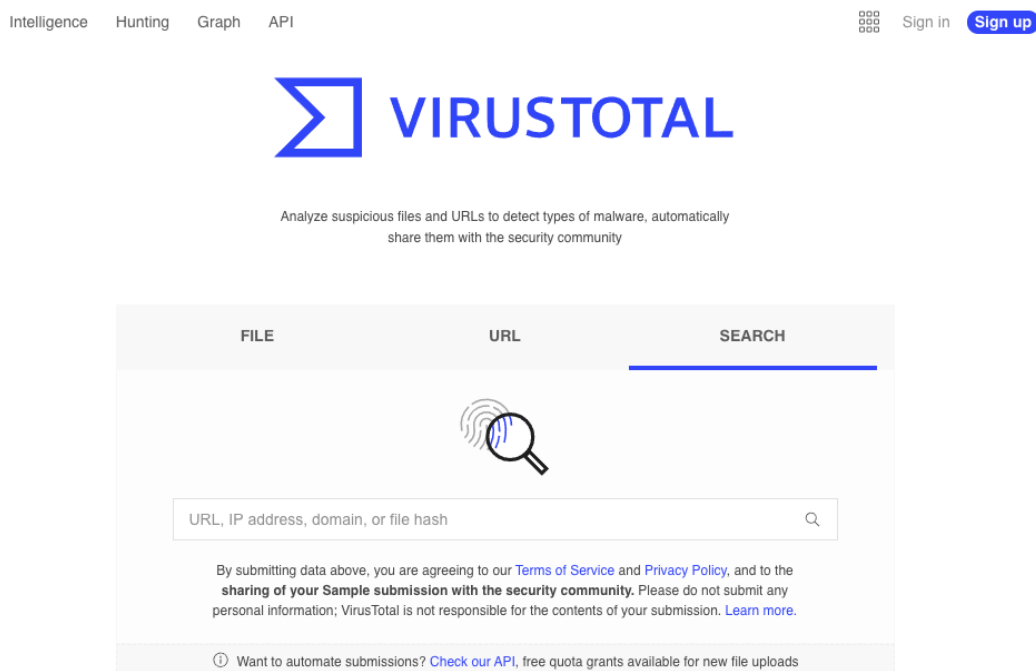 Intelligence Hunting Graph API Sign in Sign up
VIRUSTOTAL
Analyze suspicious files and URLs to detect types of malware, automatically
share them with the security community
FILE URL SEARCH
URL, IP address, domain, or file hash
By submitting data above, you are agreeing to our Terms of Service and Privacy Policy, and to the
sharing of your Sample submission with the security community. Please do not submit any
personal information; VirusTotal is not responsible for the contents of your submission. Learn more.
Want to automate submissions? Check our API, free quota grants available for new file uploads